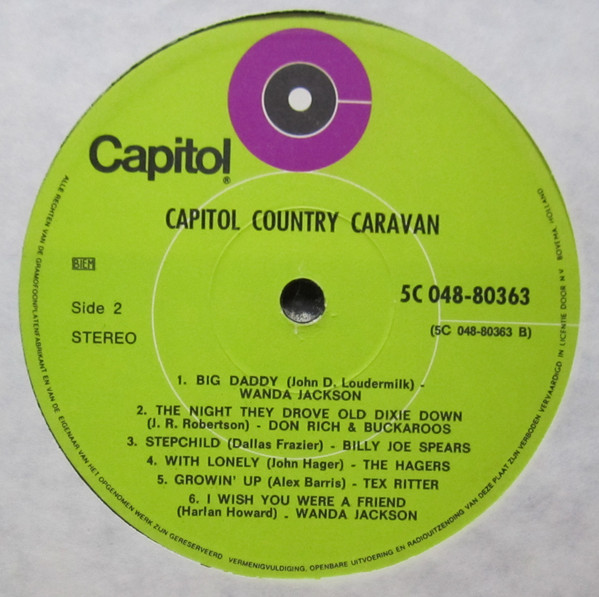 Capitol®
CAPITOL COUNTRY CARAVAN
BIEM
5C 048-80363
Side 2
(5C 048-80363 B)
STEREO
1. BIG DADDY (John D. Loudermilk) -
WANDA JACKSON
2. THE NIGHT THEY DROVE OLD DIXIE DOWN
(J. R. Robertson) - DON RICH & BUCKAROOS
3. STEPCHILD (Dallas Frazier) - BILLY JOE SPEARS
4. WITH LONELY (John Hager) - THE HAGERS
5. GROWIN' UP (Alex Barris) - TEX RITTER
6. I WISH YOU WERE A FRIEND
(Harlan Howard) . WANDA JACKSON
ALLE RECHTEN VAN DE GRAMOFOONPLATENFABRIKANT EN VAN DE EIGENAAR VAN HET OPGENOMEN WERK ZIJN GERESERVEERD VERMENIGVULDIGING, OPENBARE UITVOERING EN RADIOUITZENDING VAN DEZE PLAAT ZIJN VERBODEN VERVAARDIGD IN LICENTIE DOOR N.V. BOVEMA, HOLLAND